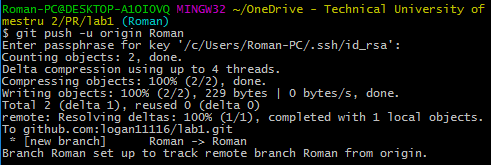 Roman-PC@DESKTOP-A1OIOVQ MINGW32 ~/OneDrive - Technical University of
mestru 2/PR/lab1 (Roman)
$ git push -u origin Roman
Enter passphrase for key '/c/Users/Roman-PC/.ssh/id_rsa':
Counting objects: 2, done.
Delta compression using up to 4 threads.
Compressing objects: 100% (2/2), done.
Writing objects: 100% (2/2), 229 bytes | 0 bytes/s, done.
Total 2 (delta 1), reused 0 (delta 0)
remote: Resolving deltas: 100% (1/1), completed with 1 local objects.
To github.com:logan11116/lab1.git
 * [new branch]      Roman -> Roman
Branch Roman set up to track remote branch Roman from origin.